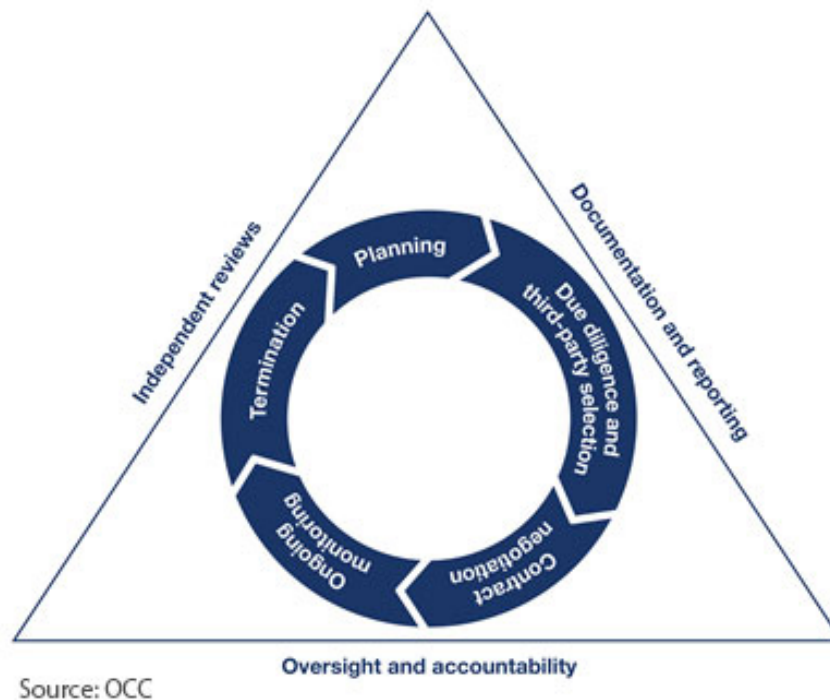 Independent reviews
Documentation and reporting
Planning
Due diligence and
third-party selection
Contract
negotiation
Ongoing
monitoring
Termination
Oversight and accountability
Source: OCC